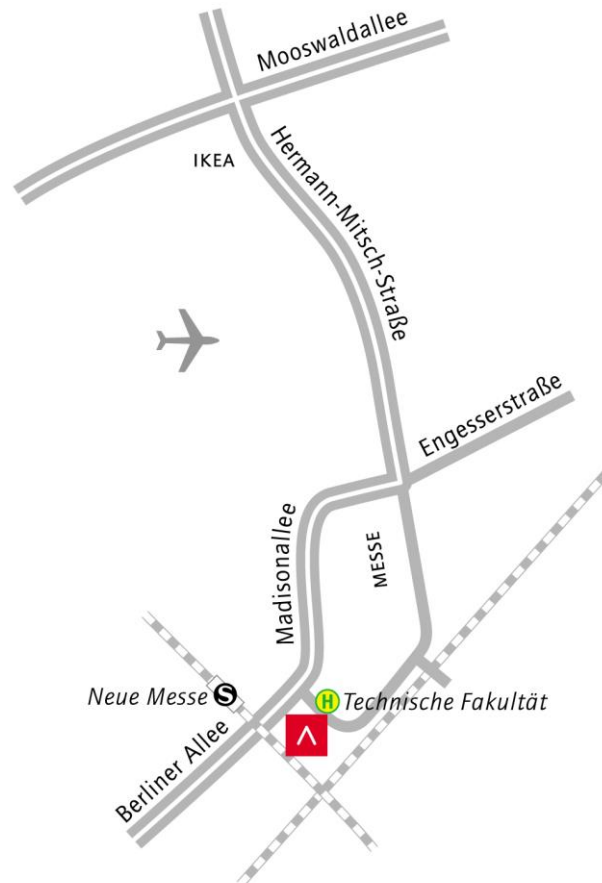 Mooswaldallee
IKEA
Hermann-Mitsch-Straße
Engesserstraße
Madisonallee
MESSE
Neue Messe S
H Technische Fakultät
Berliner Allee